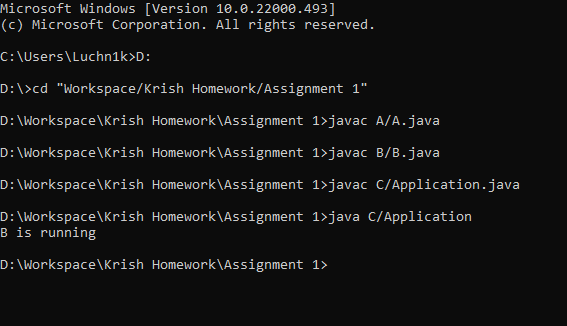 Microsoft Windows [Version 10.0.22000.493]
(c) Microsoft Corporation. All rights reserved.
C:\Users\Luchn1k>D:
D:\>cd "Workspace/Krish Homework/Assignment 1"
D:\Workspace\Krish Homework\Assignment 1>javac A/A.java
D:\Workspace\Krish Homework\Assignment 1>javac B/B.java
D:\Workspace\Krish Homework\Assignment 1>javac C/Application.java
D:\Workspace\Krish Homework\Assignment 1>java C/Application
B is running
D:\Workspace\Krish Homework\Assignment 1>